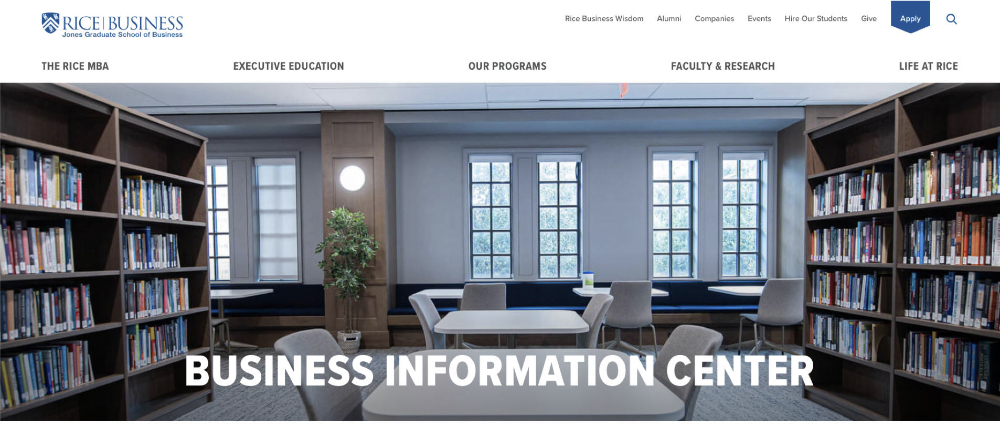 RICE | BUSINESS
Jones Graduate School of Business
Rice Business Wisdom Alumni Companies Events Hire Our Students Give Apply
THE RICE MBA EXECUTIVE EDUCATION OUR PROGRAMS FACULTY & RESEARCH LIFE AT RICE
BUSINESS INFORMATION CENTER